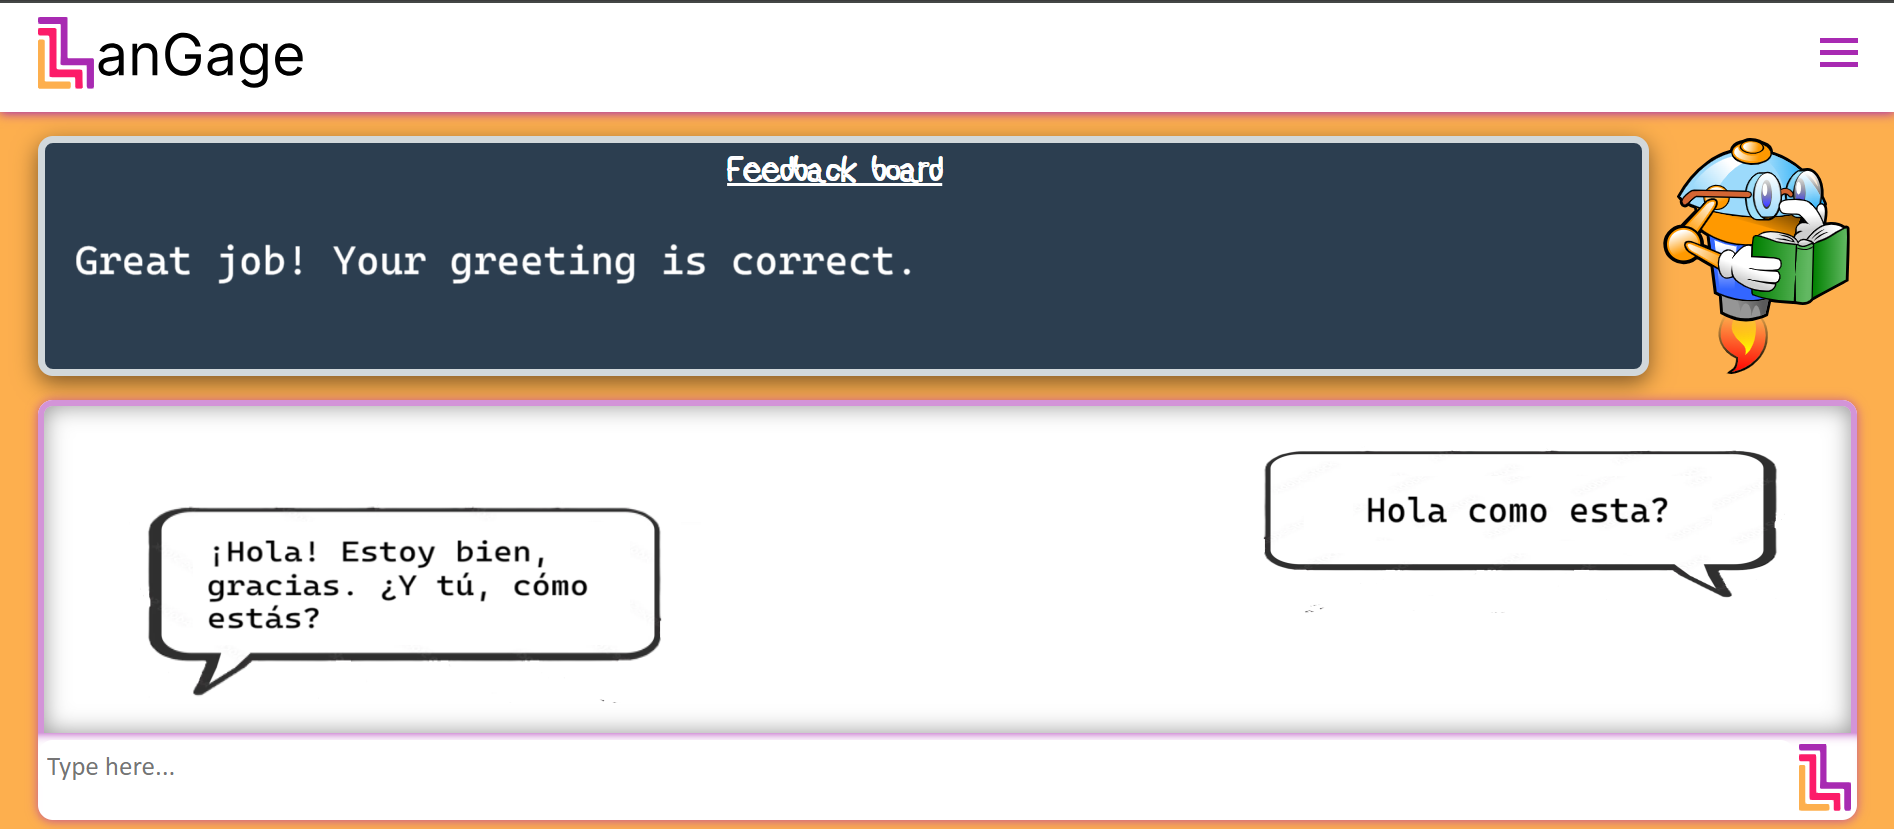 LanGage
Feedback board
Great job! Your greeting is correct.
Hola como esta?
¡Hola! Estoy bien,
gracias. ¿Y tú, cómo
estás?
Type here...